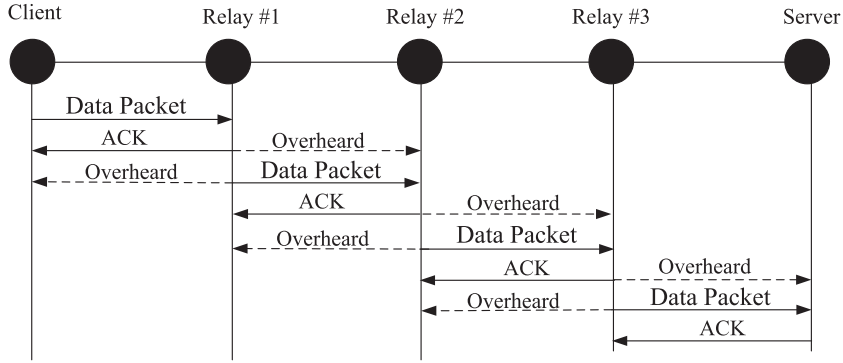 Client Relay #1 Relay #2 Relay #3 Server
Data Packet
ACK Overheard
Overheard Data Packet
ACK Overheard
Overheard Data Packet
ACK Overheard
Overheard Data Packet
ACK